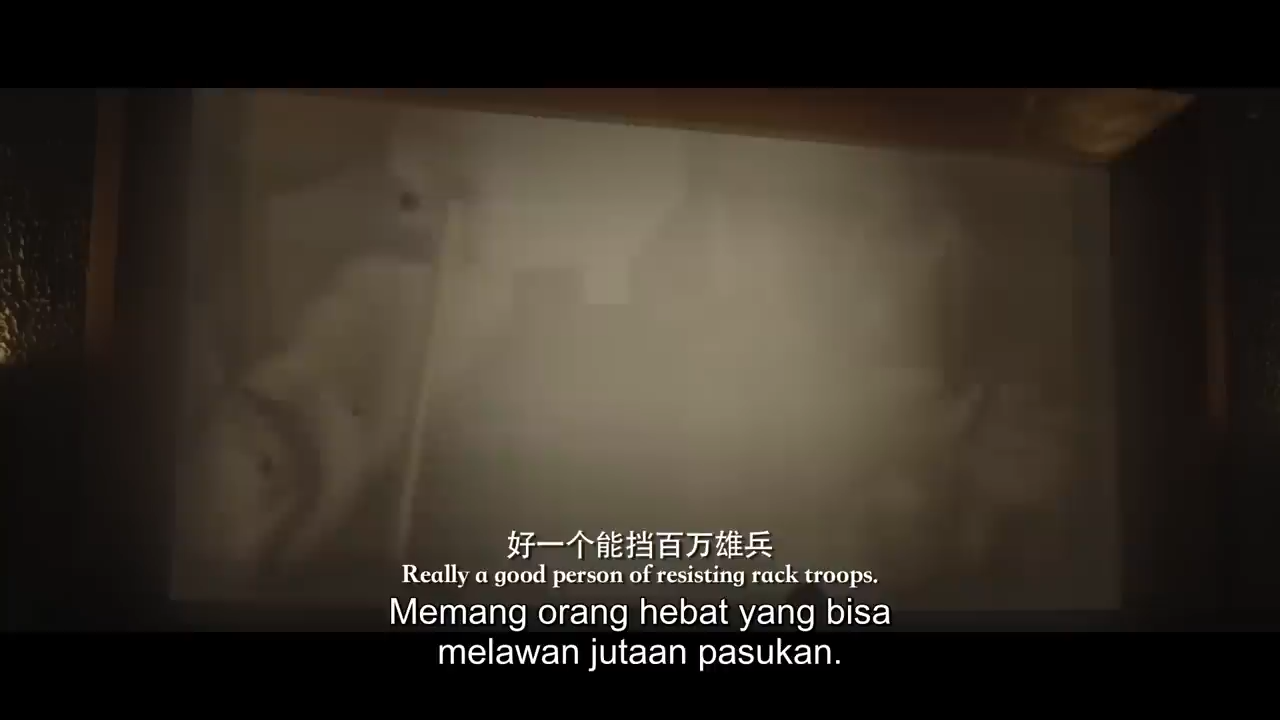 好一个能挡百万雄兵
Really a good person of resisting rack troops.
Memang orang hebat yang bisa
melawan jutaan pasukan.